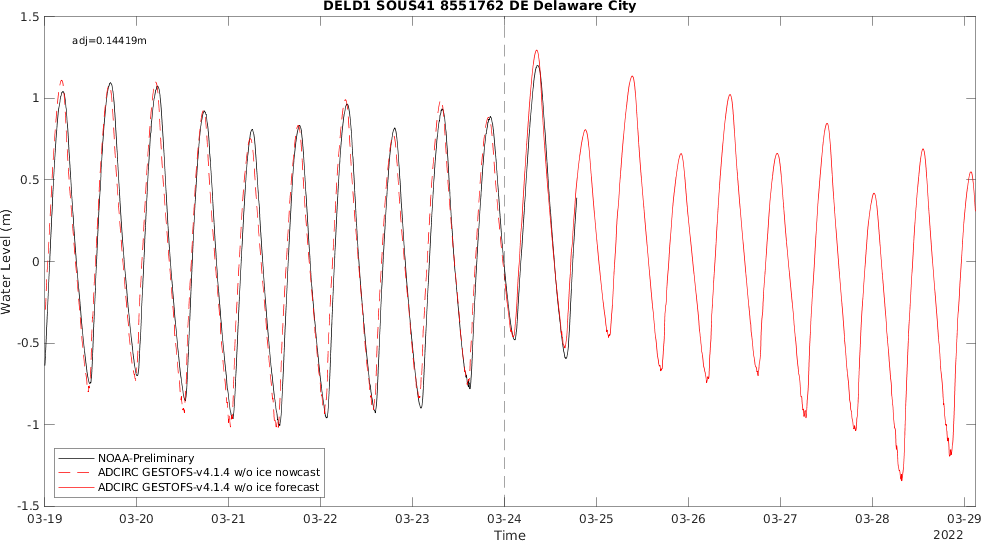 DELD1 SOUS41 8551762 DE Delaware City
1.5
adj=0.14419m
1
0.5
0
-0.5
-1
-1.5
Water Level (m)
NOAA-Preliminary
ADCIRC GESTOFS-v4.1.4 w/o ice nowcast
ADCIRC GESTOFS-v4.1.4 w/o ice forecast
03-19 03-20 03-21 03-22 03-23 03-24 03-25 03-26 03-27 03-28 03-29
Time
2022